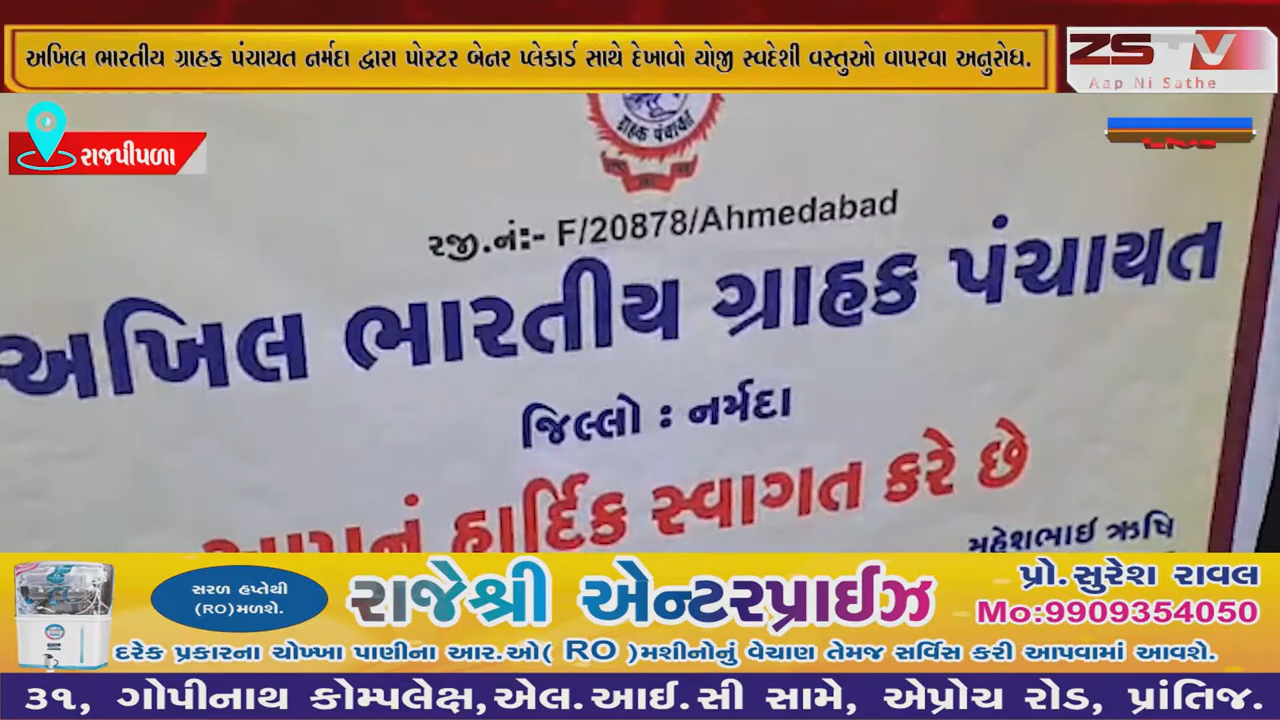 અખિલ ભારતીય ગ્રાહક પંચાયત નર્મદા દ્વારા પોસ્ટર બેનર પ્લેકાર્ડ સાથે દેખાવો યોજી સ્વદેશી વસ્તુઓ વાપરવા અનુરોધ.
ZSTV
Aap Ni Sathe
રાજપીપળા
ગ્રાહક પંચાયત
રજી.નં:- F/20878/Ahmedabad
અખિલ ભારતીય ગ્રાહક પંચાયત
જિલ્લો : નર્મદા
હાર્દિક સ્વાગત કરે છે
મહેશભાઇ ઋષિ
સરળ હપ્તેથી
(RO)મળશે.
રાજેશ્રી એન્ટરપ્રાઈઝ
પ્રો.સુરેશ રાવલ
Mo:9909354050
દરેક પ્રકારના ચોખ્ખા પાણીના આર.ઓ( RO )મશીનોનું વેચાણ તેમજ સર્વિસ કરી આપવામાં આવશે.
૩૧, ગોપીનાથ કોમ્પલેક્ષ,એલ.આઈ.સી સામે, એપ્રોચ રોડ, પ્રાંતિજ.